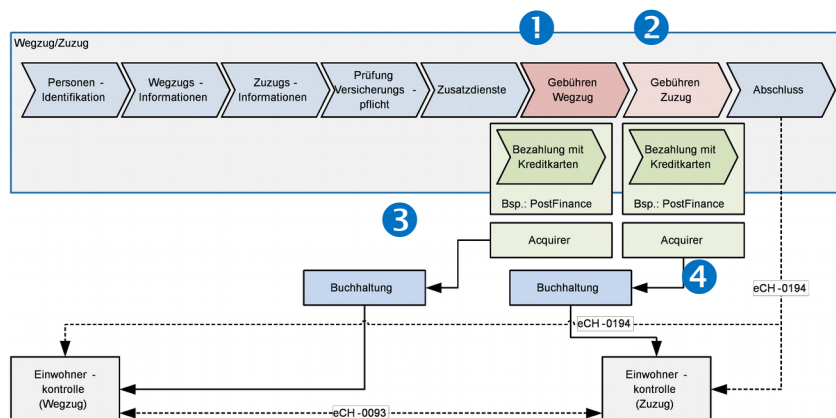 1
2
Wegzug/Zuzug
Personen -
Identifikation
Wegzugs -
Informationen
Zuzugs -
Informationen
Prüfung
Versicherungs -
pflicht
Zusatzdienste
Gebühren
Wegzug
Gebühren
Zuzug
Abschluss
Bezahlung mit
Kreditkarten
Bsp.: PostFinance
Bezahlung mit
Kreditkarten
Bsp.: PostFinance
3
Acquirer
Acquirer
4
Buchhaltung
Buchhaltung
eCH -0194
eCH -0194
Einwohner -
kontrolle
(Wegzug)
Einwohner -
kontrolle
(Zuzug)
eCH -0093